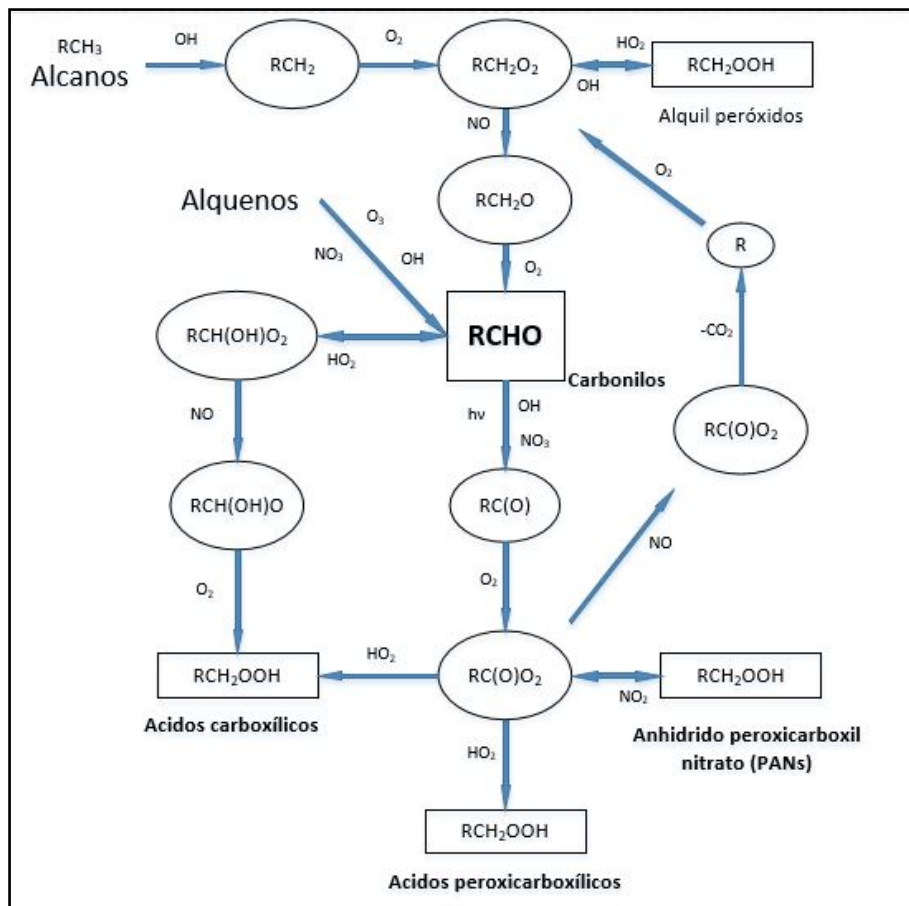 RCH₃
Alcanos
OH
RCH₂
O₂
RCH₂O₂
HO₂
OH
RCH₂OOH
Alquil peróxidos
NO
O₂
Alquenos
O₃
NO₃
OH
RCH₂O
R
O₂
RCH(OH)O₂
HO₂
RCHO
Carbonilos
-CO₂
NO
hν
OH
NO₃
RC(O)O₂
RCH(OH)O
RC(O)
NO
O₂
O₂
RCH₂OOH
HO₂
RC(O)O₂
NO₂
RCH₂OOH
Acidos carboxílicos
Anhidrido peroxicarboxil
nitrato (PANs)
HO₂
RCH₂OOH
Acidos peroxicarboxílicos